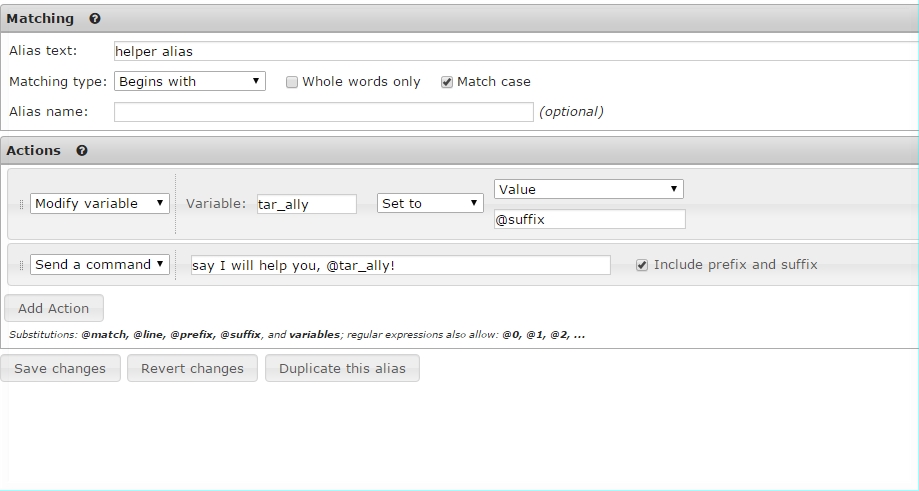 Matching
Alias text: helper alias
Matching type: Begins with Whole words only Match case
Alias name: (optional)
Actions
Modify variable Variable: tar_ally Set to Value
@suffix
Send a command say I will help you, @tar_ally! Include prefix and suffix
Add Action
Substitutions: @match, @line, @prefix, @suffix, and variables; regular expressions also allow: @0, @1, @2, ...
Save changes Revert changes Duplicate this alias